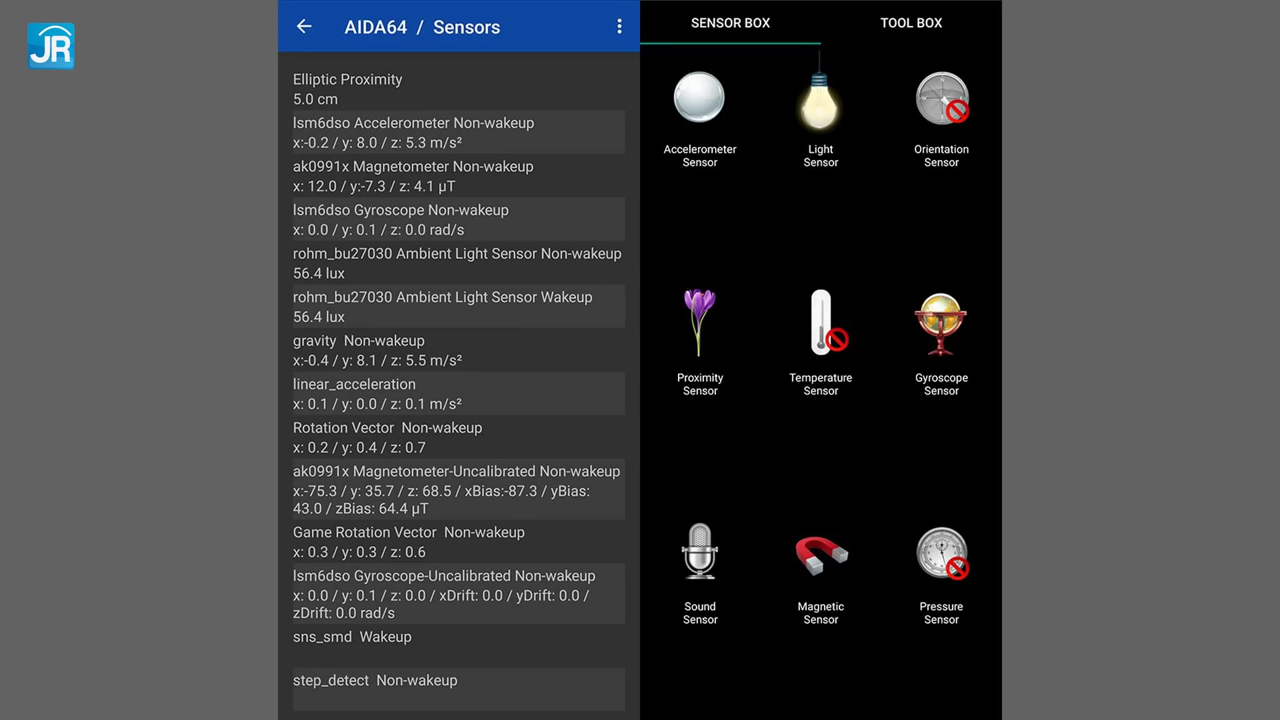 JR
AIDA64 / Sensors
Elliptic Proximity
5.0 cm
lsm6dso Accelerometer Non-wakeup
x:-0.2 / y: 8.0 / z: 5.3 m/s²
ak0991x Magnetometer Non-wakeup
x: 12.0 / y:-7.3 / z: 4.1 µT
lsm6dso Gyroscope Non-wakeup
x: 0.0 / y: 0.1 / z: 0.0 rad/s
rohm_bu27030 Ambient Light Sensor Non-wakeup
56.4 lux
rohm_bu27030 Ambient Light Sensor Wakeup
56.4 lux
gravity  Non-wakeup
x:-0.4 / y: 8.1 / z: 5.5 m/s²
linear_acceleration
x: 0.1 / y: 0.0 / z: 0.1 m/s²
Rotation Vector  Non-wakeup
x: 0.2 / y: 0.4 / z: 0.7
ak0991x Magnetometer-Uncalibrated Non-wakeup
x:-75.3 / y: 35.7 / z: 68.5 / xBias:-87.3 / yBias:
43.0 / zBias: 64.4 µT
Game Rotation Vector  Non-wakeup
x: 0.3 / y: 0.3 / z: 0.6
lsm6dso Gyroscope-Uncalibrated Non-wakeup
x: 0.0 / y: 0.1 / z: 0.0 / xDrift: 0.0 / yDrift: 0.0 /
zDrift: 0.0 rad/s
sns_smd  Wakeup
step_detect  Non-wakeup
SENSOR BOX
TOOL BOX
Accelerometer
Sensor
Light
Sensor
Orientation
Sensor
Proximity
Sensor
Temperature
Sensor
Gyroscope
Sensor
Sound
Sensor
Magnetic
Sensor
Pressure
Sensor